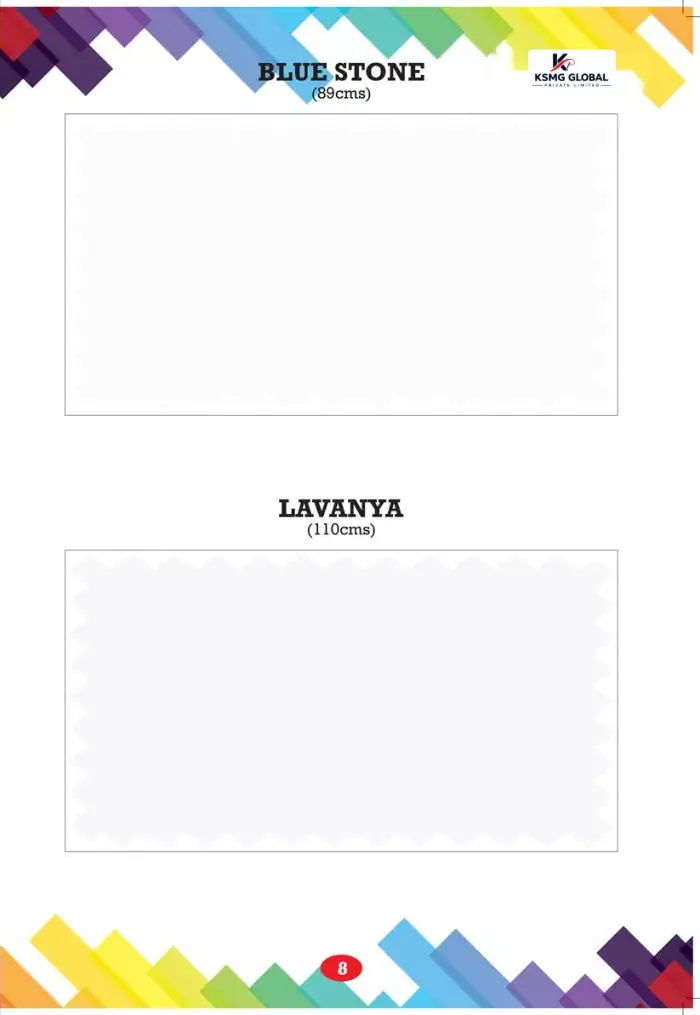 BLUE STONE
(89cms)
KSMG GLOBAL
PRIVATE LIMITED
LAVANYA
(110cms)
8